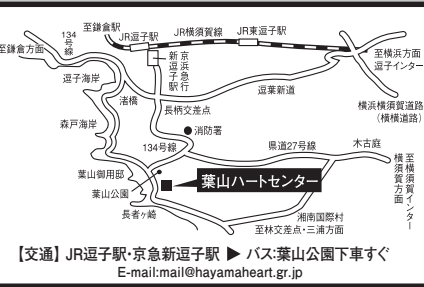 至鎌倉駅
JR逗子駅
JR横須賀線
JR東逗子駅
至鎌倉方面
134号線
京浜急行
新逗子駅
至横浜方面
逗子インター
逗子海岸
渚橋
逗葉新道
横浜横須賀道路
(横横道路)
長柄交差点
森戸海岸
消防署
134号線
県道27号線
木古庭
至横須賀インター
横須賀方面
葉山御用邸
葉山公園
葉山ハートセンター
長者ヶ崎
湘南国際村
至林交差点・三浦方面
【交通】 JR逗子駅・京急新逗子駅 ▶ バス:葉山公園下車すぐ
E-mail:mail@hayamaheart.gr.jp